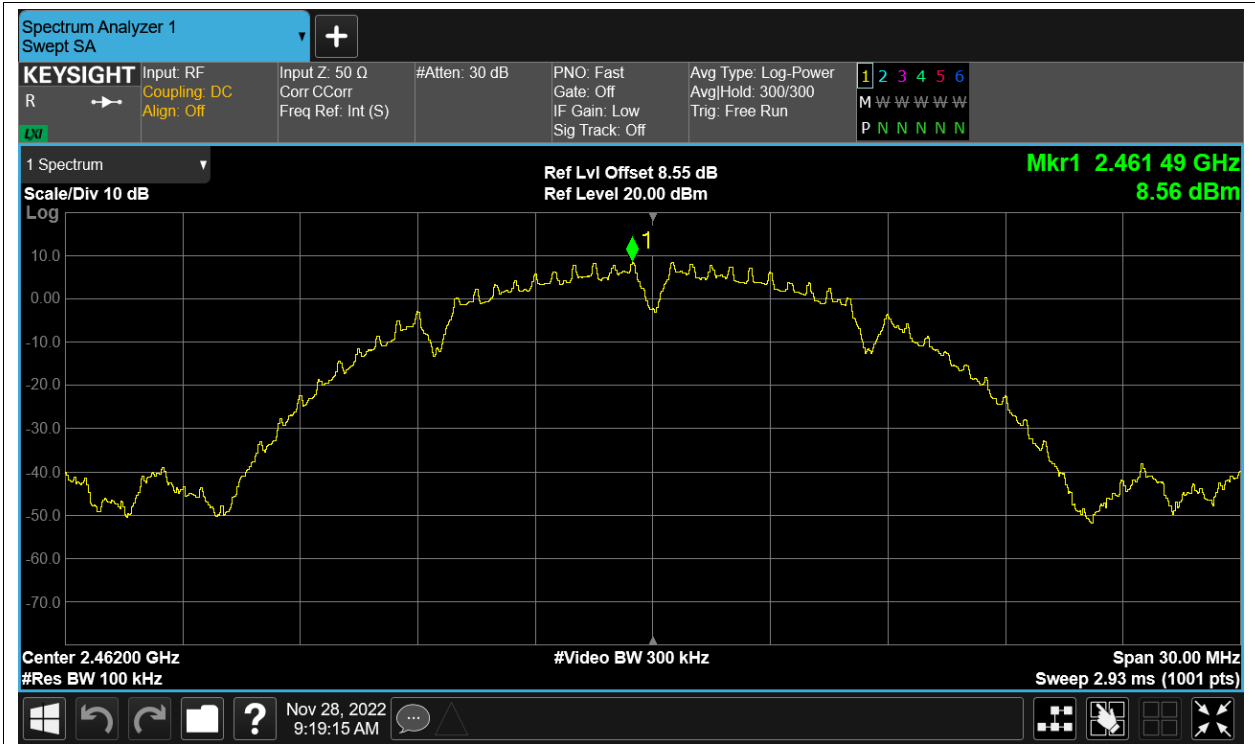 Spectrum Analyzer 1
Swept SA
+
KEYSIGHT
R
LXI
Input: RF
Coupling: DC
Align: Off
Input Z: 50 Ω
Corr CCorr
Freq Ref: Int (S)
#Atten: 30 dB
PNO: Fast
Gate: Off
IF Gain: Low
Sig Track: Off
Avg Type: Log-Power
Avg|Hold: 300/300
Trig: Free Run
1 2 3 4 5 6
M W W W W W W
P N N N N N
1 Spectrum
Scale/Div 10 dB
Log
Ref Lvl Offset 8.55 dB
Ref Level 20.00 dBm
Mkr1 2.461 49 GHz
8.56 dBm
1
10.0
0.00
-10.0
-20.0
-30.0
-40.0
-50.0
-60.0
-70.0
Center 2.46200 GHz
#Res BW 100 kHz
#Video BW 300 kHz
Span 30.00 MHz
Sweep 2.93 ms (1001 pts)
?
Nov 28, 2022
9:19:15 AM